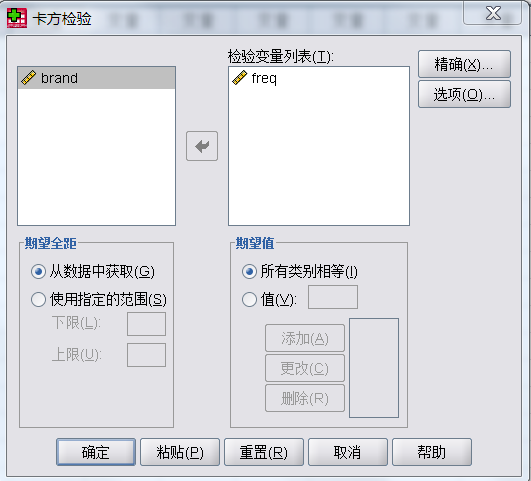 卡方检验
检验变量列表(T):
brand
freq
精确(X)...
选项(O)...
期望全距
从数据中获取(G)
使用指定的范围(S)
下限(L):
上限(U):
期望值
所有类别相等(I)
值(V):
添加(A)
更改(C)
删除(R)
确定
粘贴(P)
重置(R)
取消
帮助